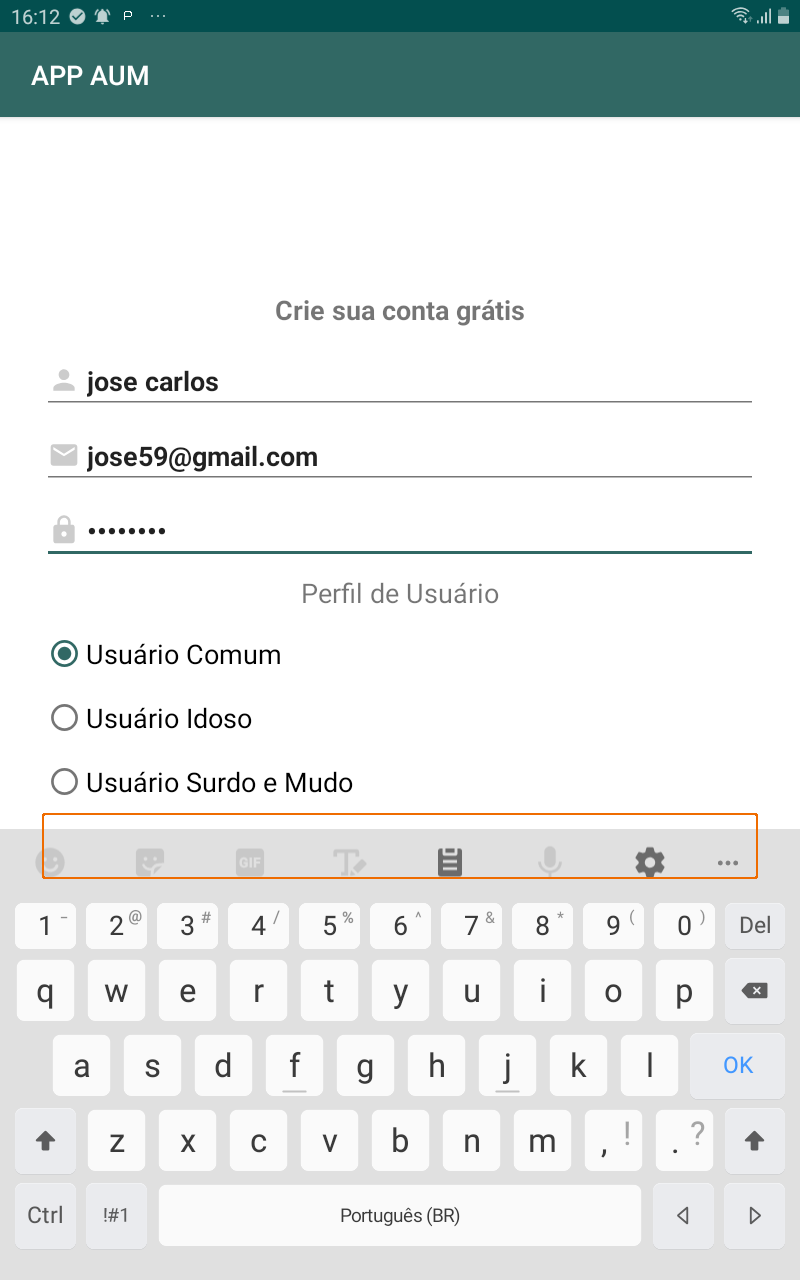 16:12 P ...
APP AUM
Crie sua conta grátis
jose carlos
jose59@gmail.com
••••••••
Perfil de Usuário
Usuário Comum
Usuário Idoso
Usuário Surdo e Mudo
GIF T ...
1 - 2 @ 3 # 4 / 5 % 6 ^ 7 & 8 * 9 ( 0 ) Del
q w e r t y u i o p
a s d f g h j k l OK
z x c v b n m , ! . ?
Ctrl !#1 Português (BR)